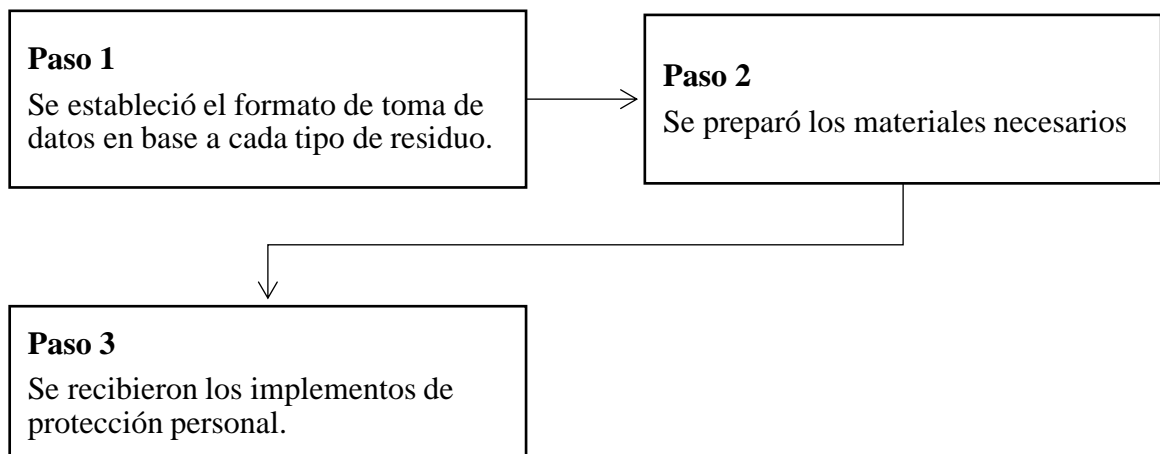 Paso 1
Se estableció el formato de toma de
datos en base a cada tipo de residuo.
Paso 2
Se preparó los materiales necesarios
Paso 3
Se recibieron los implementos de
protección personal.